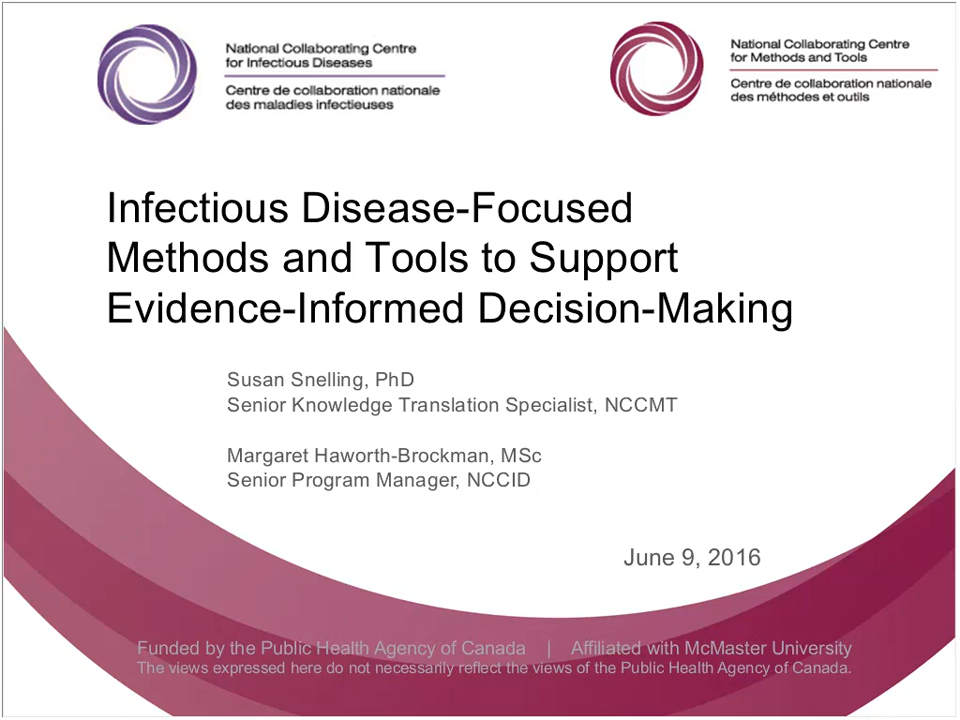 National Collaborating Centre
for Infectious Diseases
Centre de collaboration nationale
des maladies infectieuses
National Collaborating Centre
for Methods and Tools
Centre de collaboration nationale
des méthodes et outils
Infectious Disease-Focused
Methods and Tools to Support
Evidence-Informed Decision-Making
Susan Snelling, PhD
Senior Knowledge Translation Specialist, NCCMT
Margaret Haworth-Brockman, MSc
Senior Program Manager, NCCID
June 9, 2016
Funded by the Public Health Agency of Canada | Affiliated with McMaster University
The views expressed here do not necessarily reflect the views of the Public Health Agency of Canada.